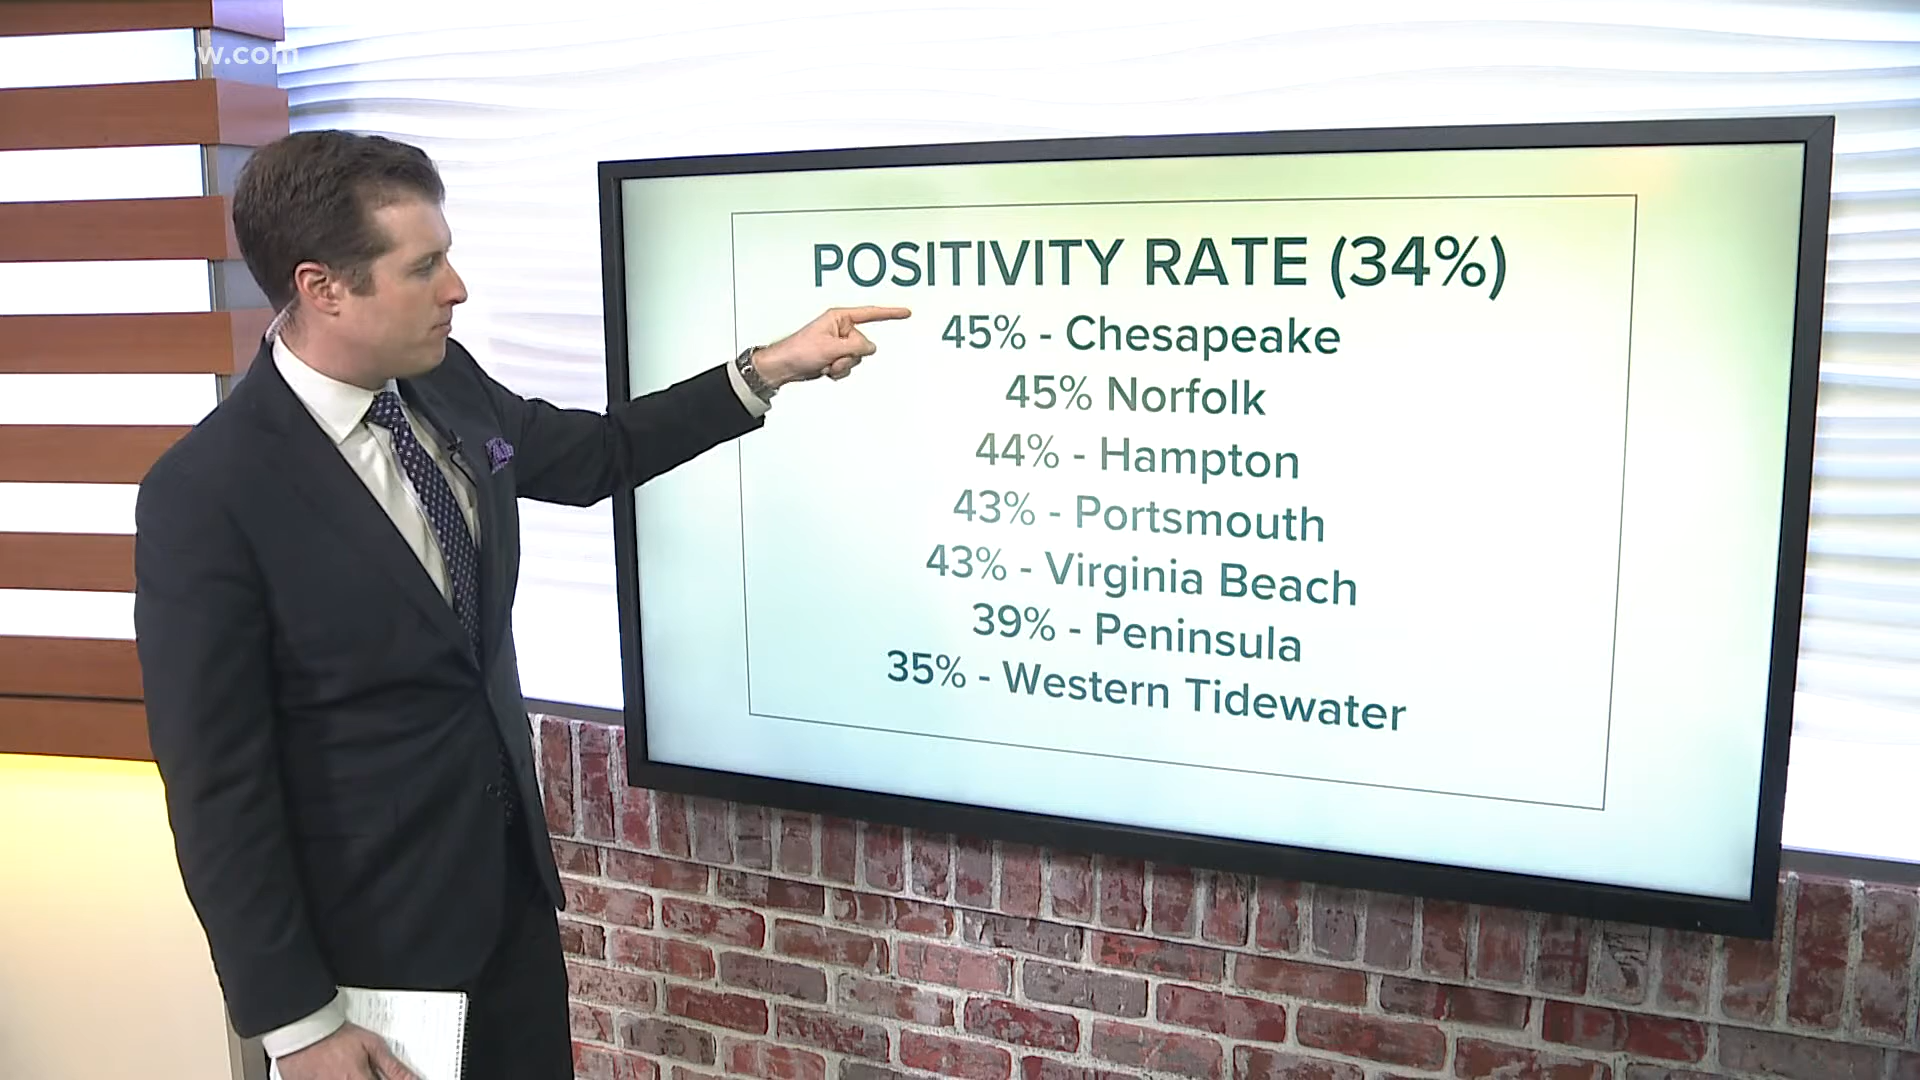 ow.com
POSITIVITY RATE (34%)
45% - Chesapeake
45% Norfolk
44% - Hampton
43% - Portsmouth
43% - Virginia Beach
39% - Peninsula
35% - Western Tidewater